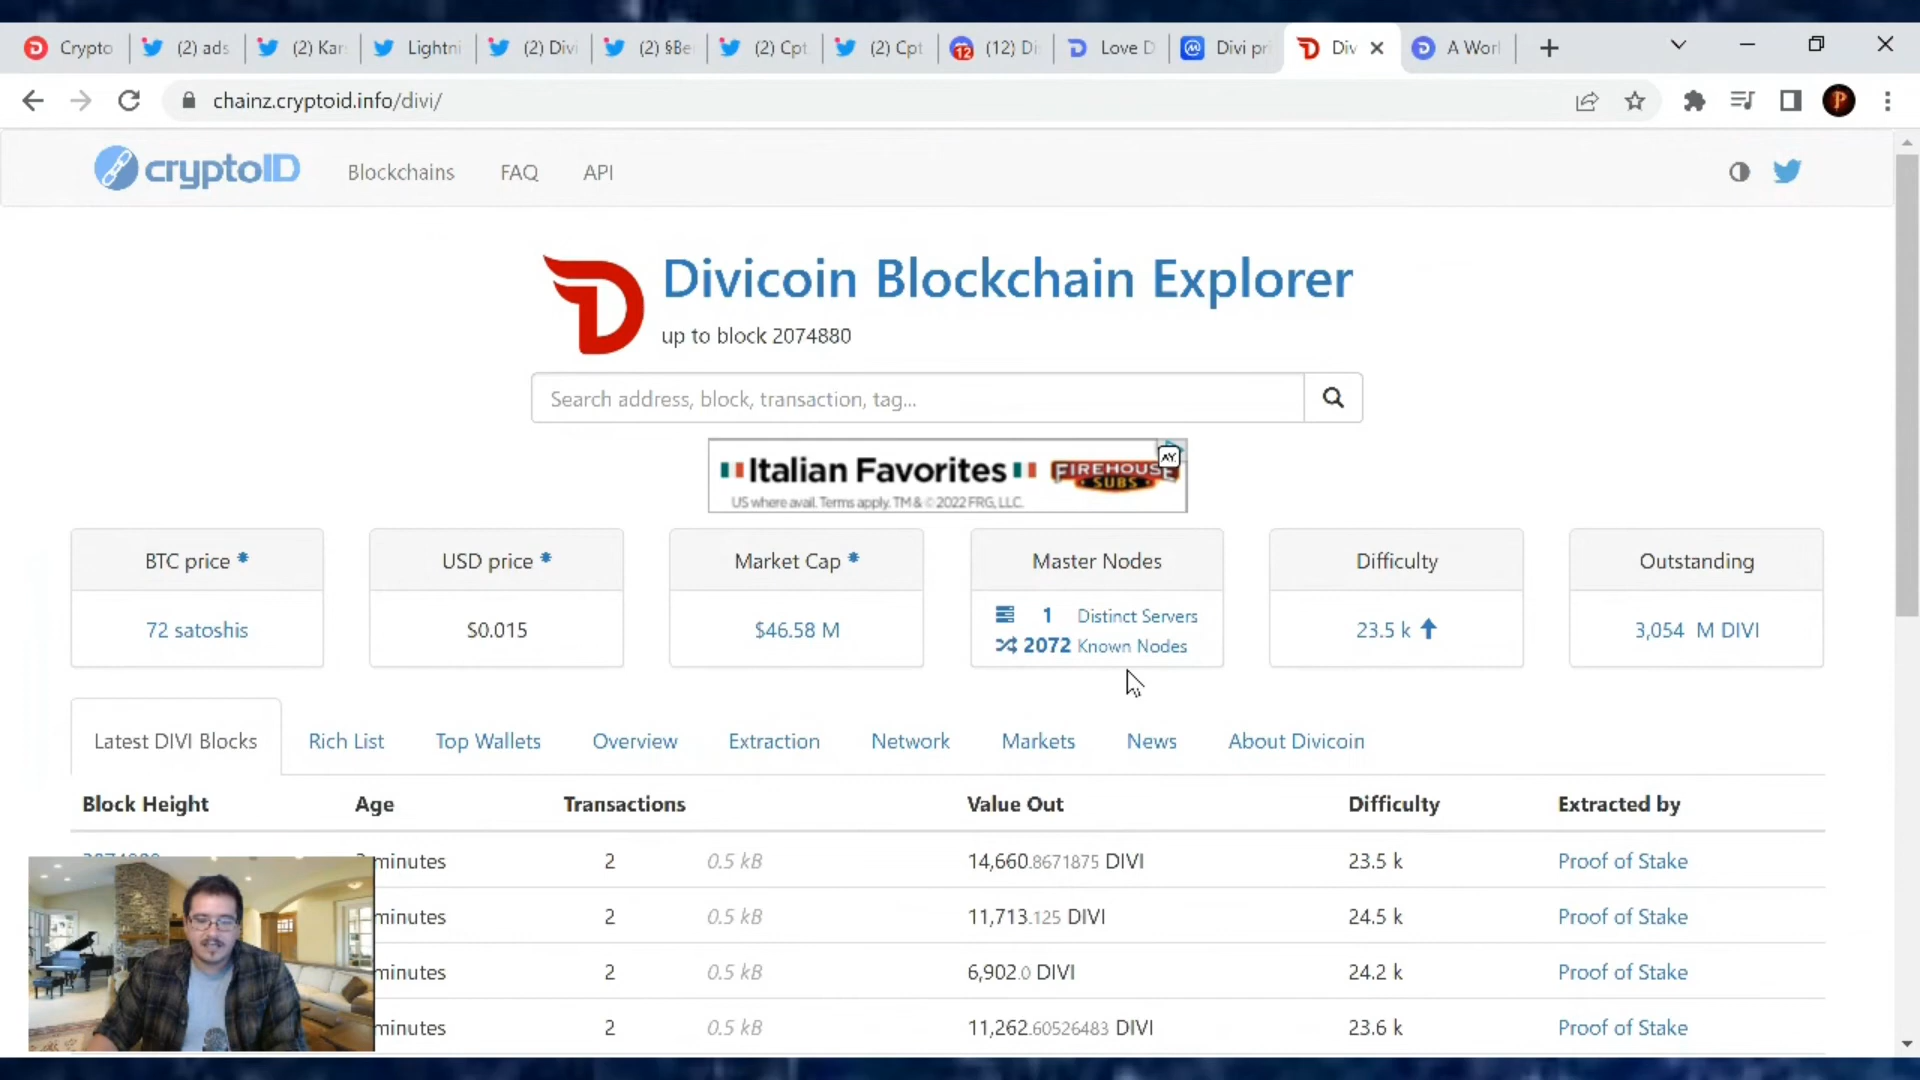 Crypto
(2) ads
(2) Kar
Lightni
(2) Divi
(2) §Be
(2) Cpt
(2) Cpt
12
(12) Di
Love D
Divi pri
Div
A Worl
chainz.cryptoid.info/divi/
P
cryptoID
Blockchains
FAQ
API
Divicoin Blockchain Explorer
up to block 2074880
Search address, block, transaction, tag...
Italian Favorites
FIREHOUSE
SUBS
US where avail. Terms apply. TM & © 2022 FRG, LLC.
BTC price *
USD price *
Market Cap *
Master Nodes
Difficulty
Outstanding
72 satoshis
$0.015
$46.58 M
1 Distinct Servers
2072 Known Nodes
23.5 k
3,054 M DIVI
Latest DIVI Blocks
Rich List
Top Wallets
Overview
Extraction
Network
Markets
News
About Divicoin
Block Height
Age
Transactions
Value Out
Difficulty
Extracted by
minutes 2 0.5 kB 14,660.8671875 DIVI 23.5 k Proof of Stake
minutes 2 0.5 kB 11,713.125 DIVI 24.5 k Proof of Stake
minutes 2 0.5 kB 6,902.0 DIVI 24.2 k Proof of Stake
minutes 2 0.5 kB 11,262.60526483 DIVI 23.6 k Proof of Stake